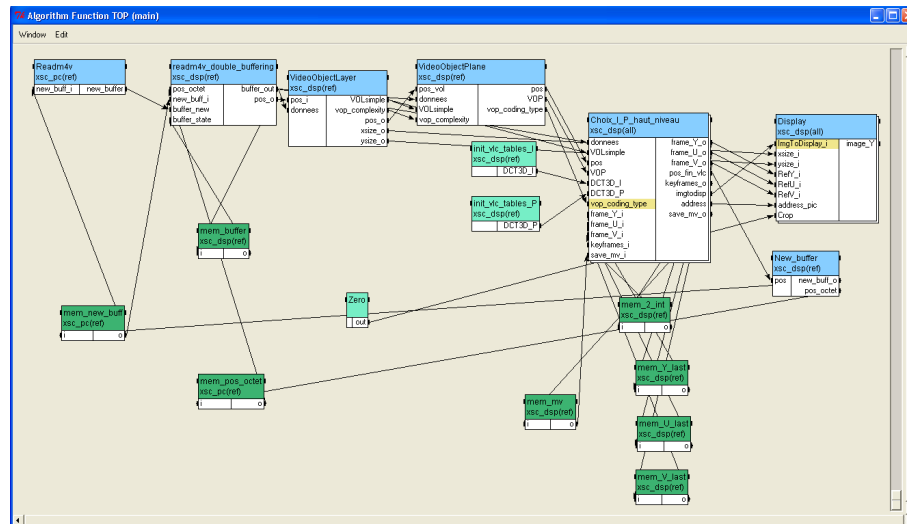 Algorithm Function TOP (main)
Window Edit
Readm4v
xsc_pc(ref)
new_buff_i new_buffer
readm4v_double_buffering
xsc_dsp(ref)
pos_octet buffer_out
new_buff_i pos_o
buffer_new
buffer_state
VideoObjectLayer
xsc_dsp(ref)
pos_i VOLsimple
donnees vop_complexity
pos_o
xsize_o
ysize_o
VideoObjectPlane
xsc_dsp(ref)
pos_vol pos
donnees VOP
VOLsimple vop_coding_type
vop_complexity
init_vlc_tables_I
xsc_dsp(ref)
DCT3D_I
init_vlc_tables_P
xsc_dsp(ref)
DCT3D_P
Choix_I_P_haut_niveau
xsc_dsp(all)
donnees frame_Y_o
VOLsimple frame_U_o
pos frame_V_o
VOP pos_fin_vlc
DCT3D_I keyframes_o
DCT3D_P imgtodisp
vop_coding_type address
frame_Y_i save_mv_o
frame_U_i
frame_V_i
keyframes_i
save_mv_i
Display
xsc_dsp(all)
ImgToDisplay_i image_Y
xsize_i
ysize_i
RefY_i
RefU_i
RefV_i
address_pic
Crop
New_buffer
xsc_dsp(ref)
pos new_buff_o
pos_octet
mem_buffer
xsc_dsp(ref)
i o
Zero
out
mem_new_buff
xsc_pc(ref)
i o
mem_2_int
xsc_dsp(ref)
i o
mem_pos_octet
xsc_pc(ref)
i o
mem_Y_last
xsc_dsp(ref)
i o
mem_mv
xsc_dsp(ref)
i o
mem_U_last
xsc_dsp(ref)
i o
mem_V_last
xsc_dsp(ref)
i o